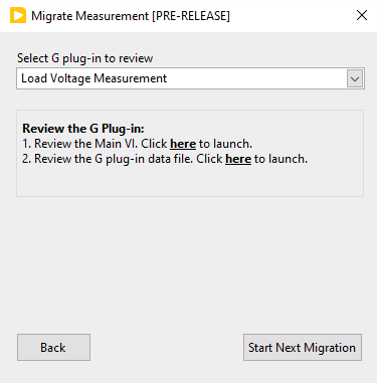 Migrate Measurement [PRE-RELEASE]
Select G plug-in to review
Load Voltage Measurement
Review the G Plug-in:
1. Review the Main VI. Click here to launch.
2. Review the G plug-in data file. Click here to launch.
Back
Start Next Migration